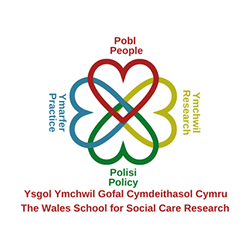 Pobl
People
Ymarfer
Practice
Ymchwil
Research
Polisi
Policy
Ysgol Ymchwil Gofal Cymdeithasol Cymru
The Wales School for Social Care Research